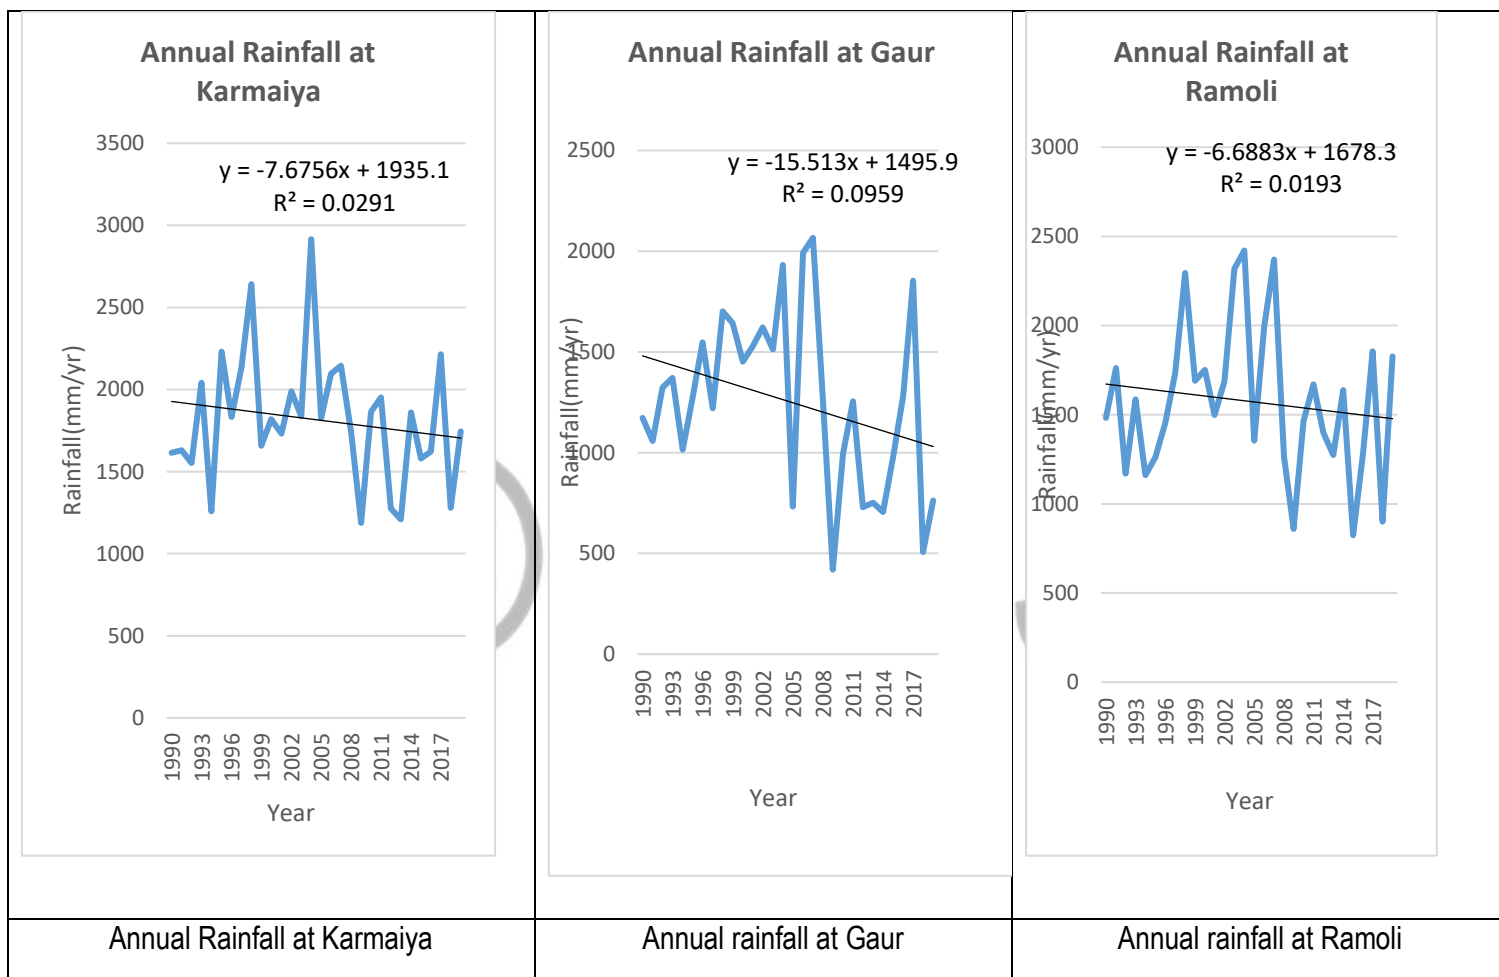 Annual Rainfall at
Karmaiya
3500
3000
2500
2000
1500
1000
500
0
y = -7.6756x + 1935.1
R² = 0.0291
Rainfall(mm/yr)
1990
1993
1996
1999
2002
2005
2008
2011
2014
2017
Year
Annual Rainfall at Gaur
2500
2000
1500
1000
500
0
y = -15.513x + 1495.9
R² = 0.0959
Rainfall(mm/yr)
1990
1993
1996
1999
2002
2005
2008
2011
2014
2017
Year
Annual Rainfall at
Ramoli
3000
2500
2000
1500
1000
500
0
y = -6.6883x + 1678.3
R² = 0.0193
Rainfall(mm/yr)
1990
1993
1996
1999
2002
2005
2008
2011
2014
2017
Year
Annual Rainfall at Karmaiya
Annual rainfall at Gaur
Annual rainfall at Ramoli